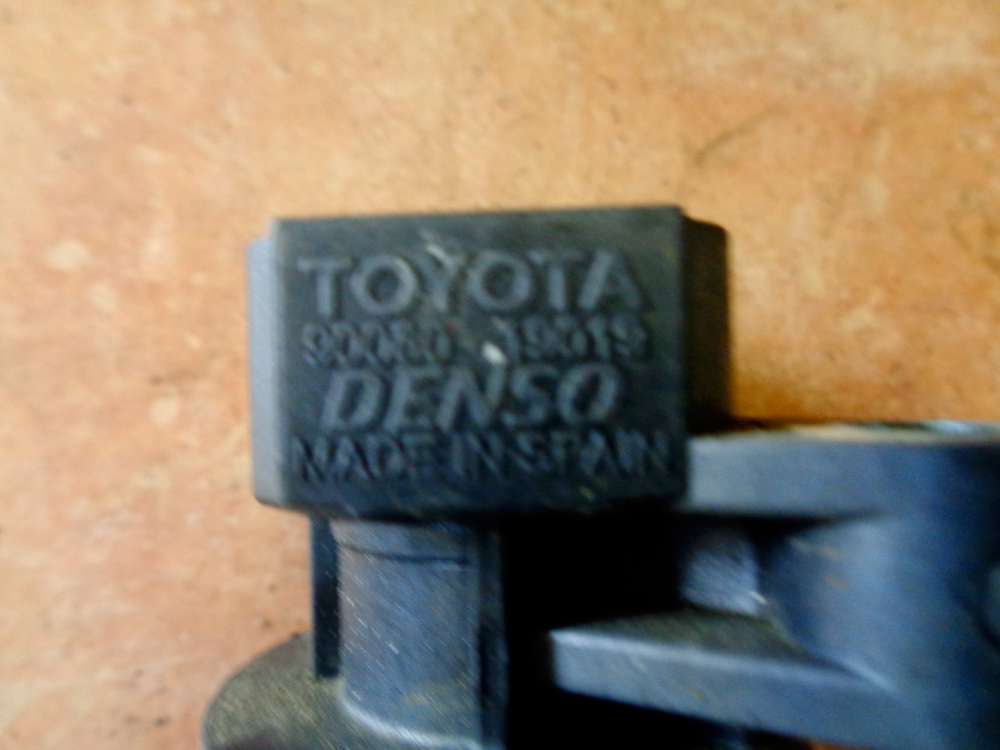 TOYOTA
90080-19019
DENSO
MADE IN SPAIN